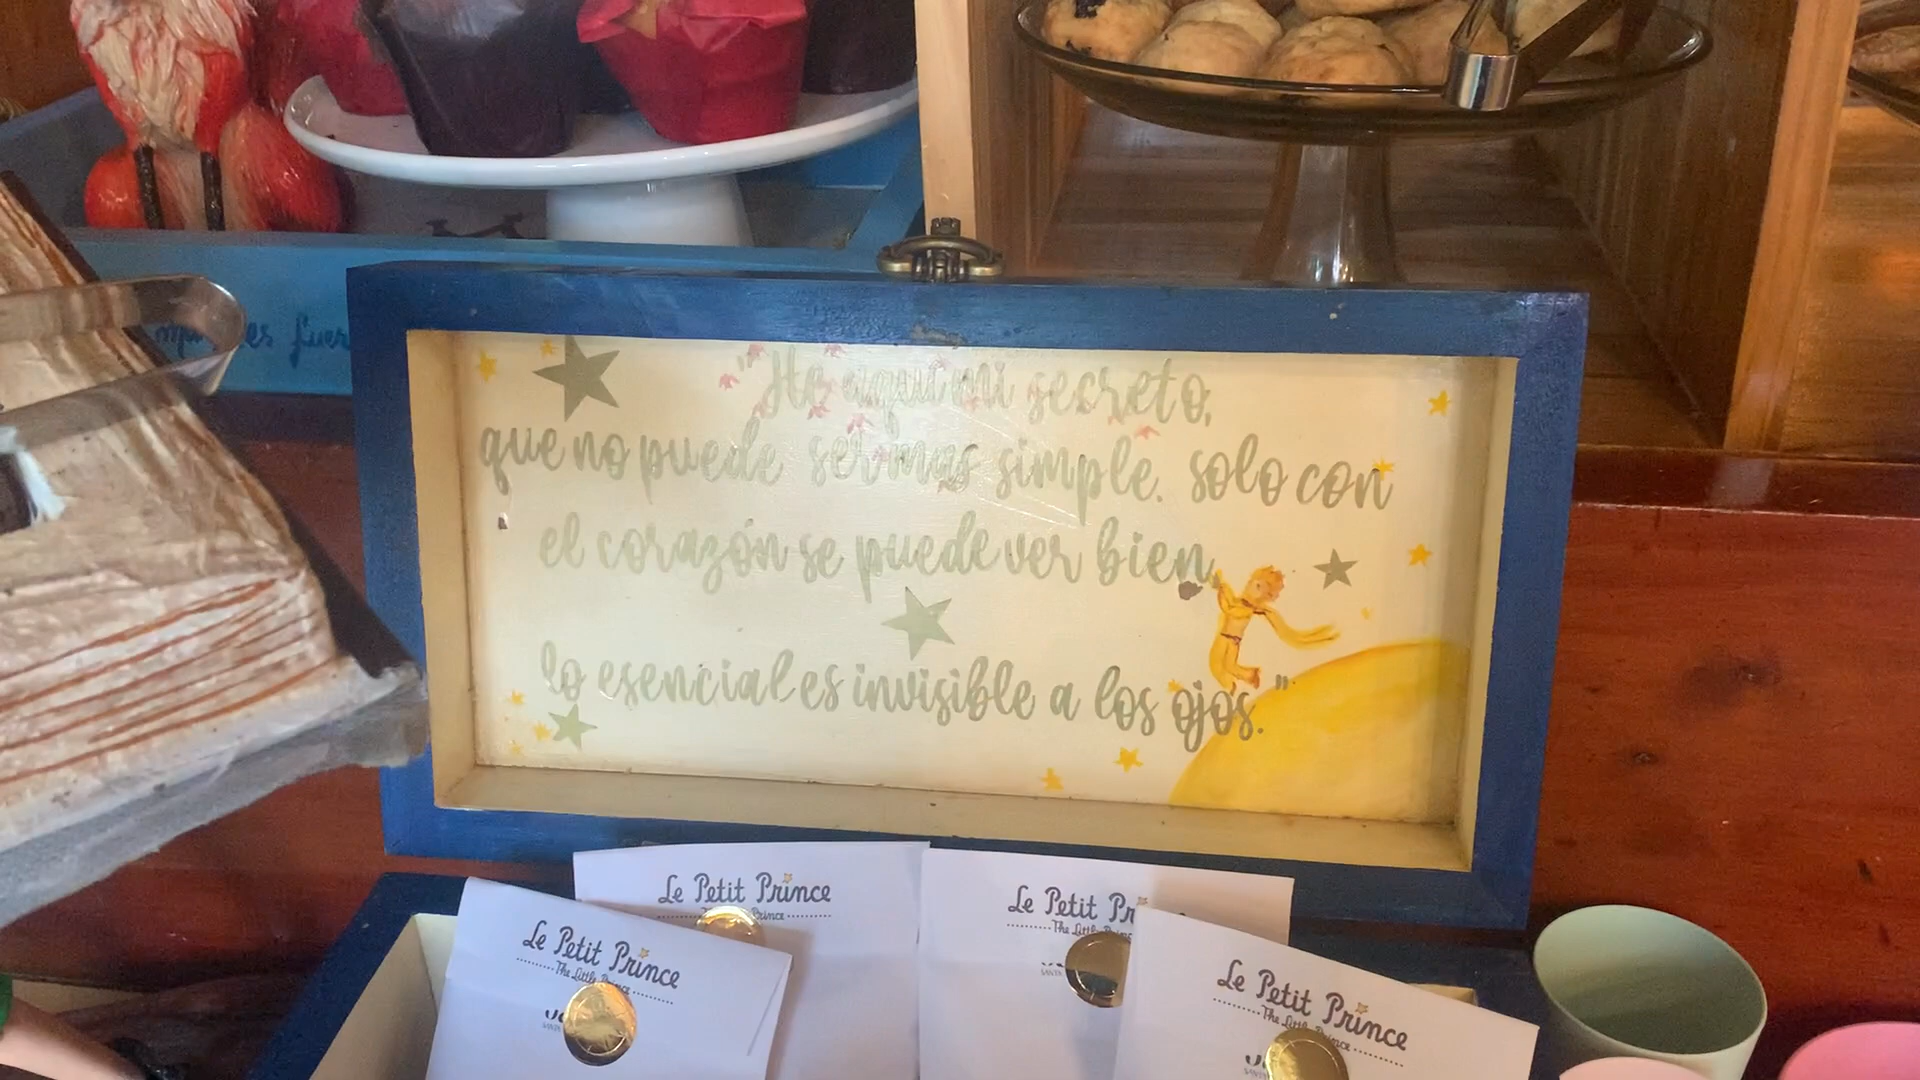 "He aquí mi secreto,
que no puede ser mas simple. solo con
el corazón se puede ver bien,
lo esencial es invisible a los ojos."
Le Petit Prince
Prince
Le Petit Pr
The Little Prince
Le Petit Prince
The Little
Le Petit Prince
The Little Prince